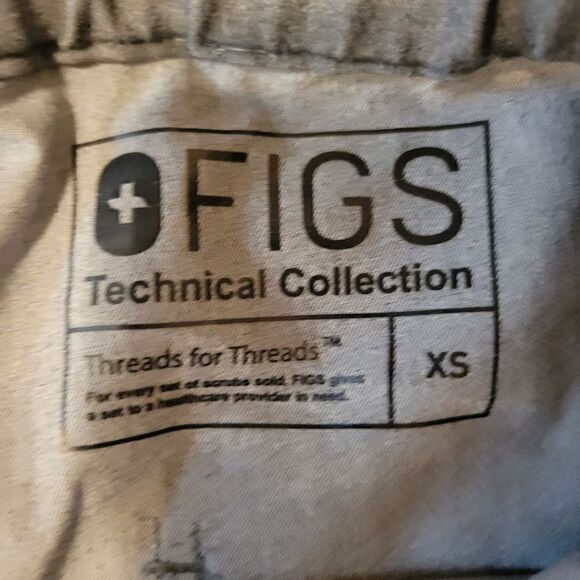 FIGS
Technical Collection
Threads for Threads™
For every set of scrubs sold, FIGS gives
a set to a healthcare provider in need.
XS